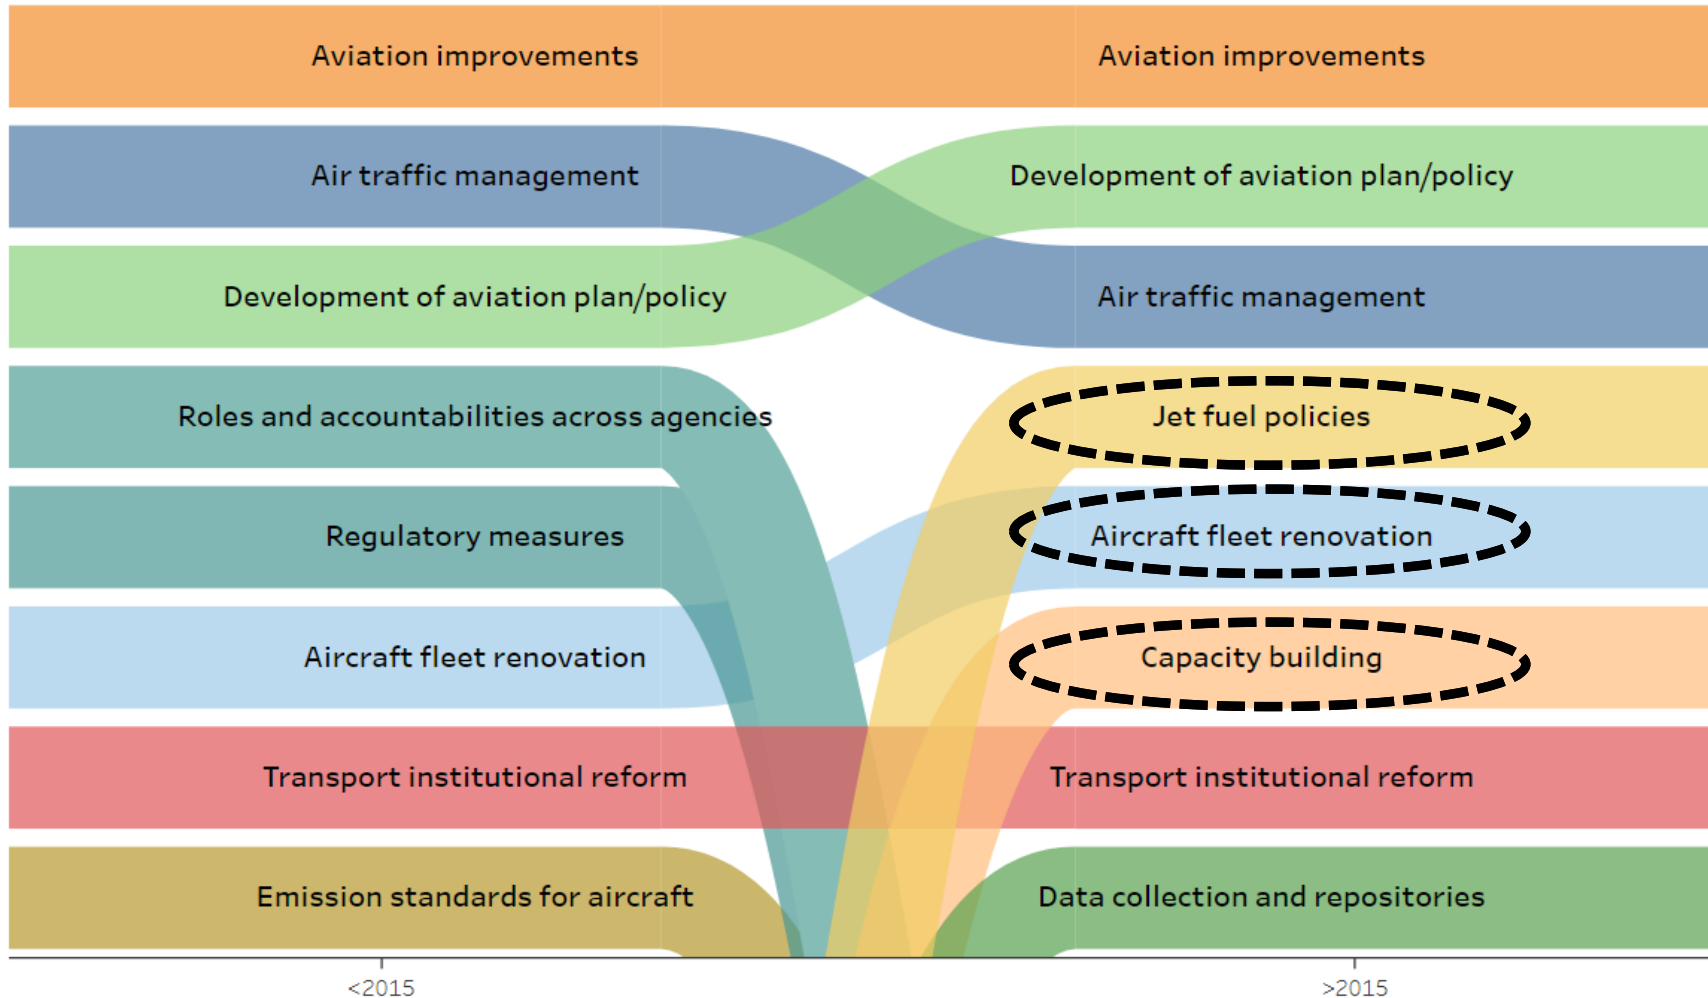 Aviation improvements
Aviation improvements
Air traffic management
Development of aviation plan/policy
Development of aviation plan/policy
Air traffic management
Roles and accountabilities across agencies
Jet fuel policies
Regulatory measures
Aircraft fleet renovation
Aircraft fleet renovation
Capacity building
Transport institutional reform
Transport institutional reform
Emission standards for aircraft
Data collection and repositories
<2015
>2015